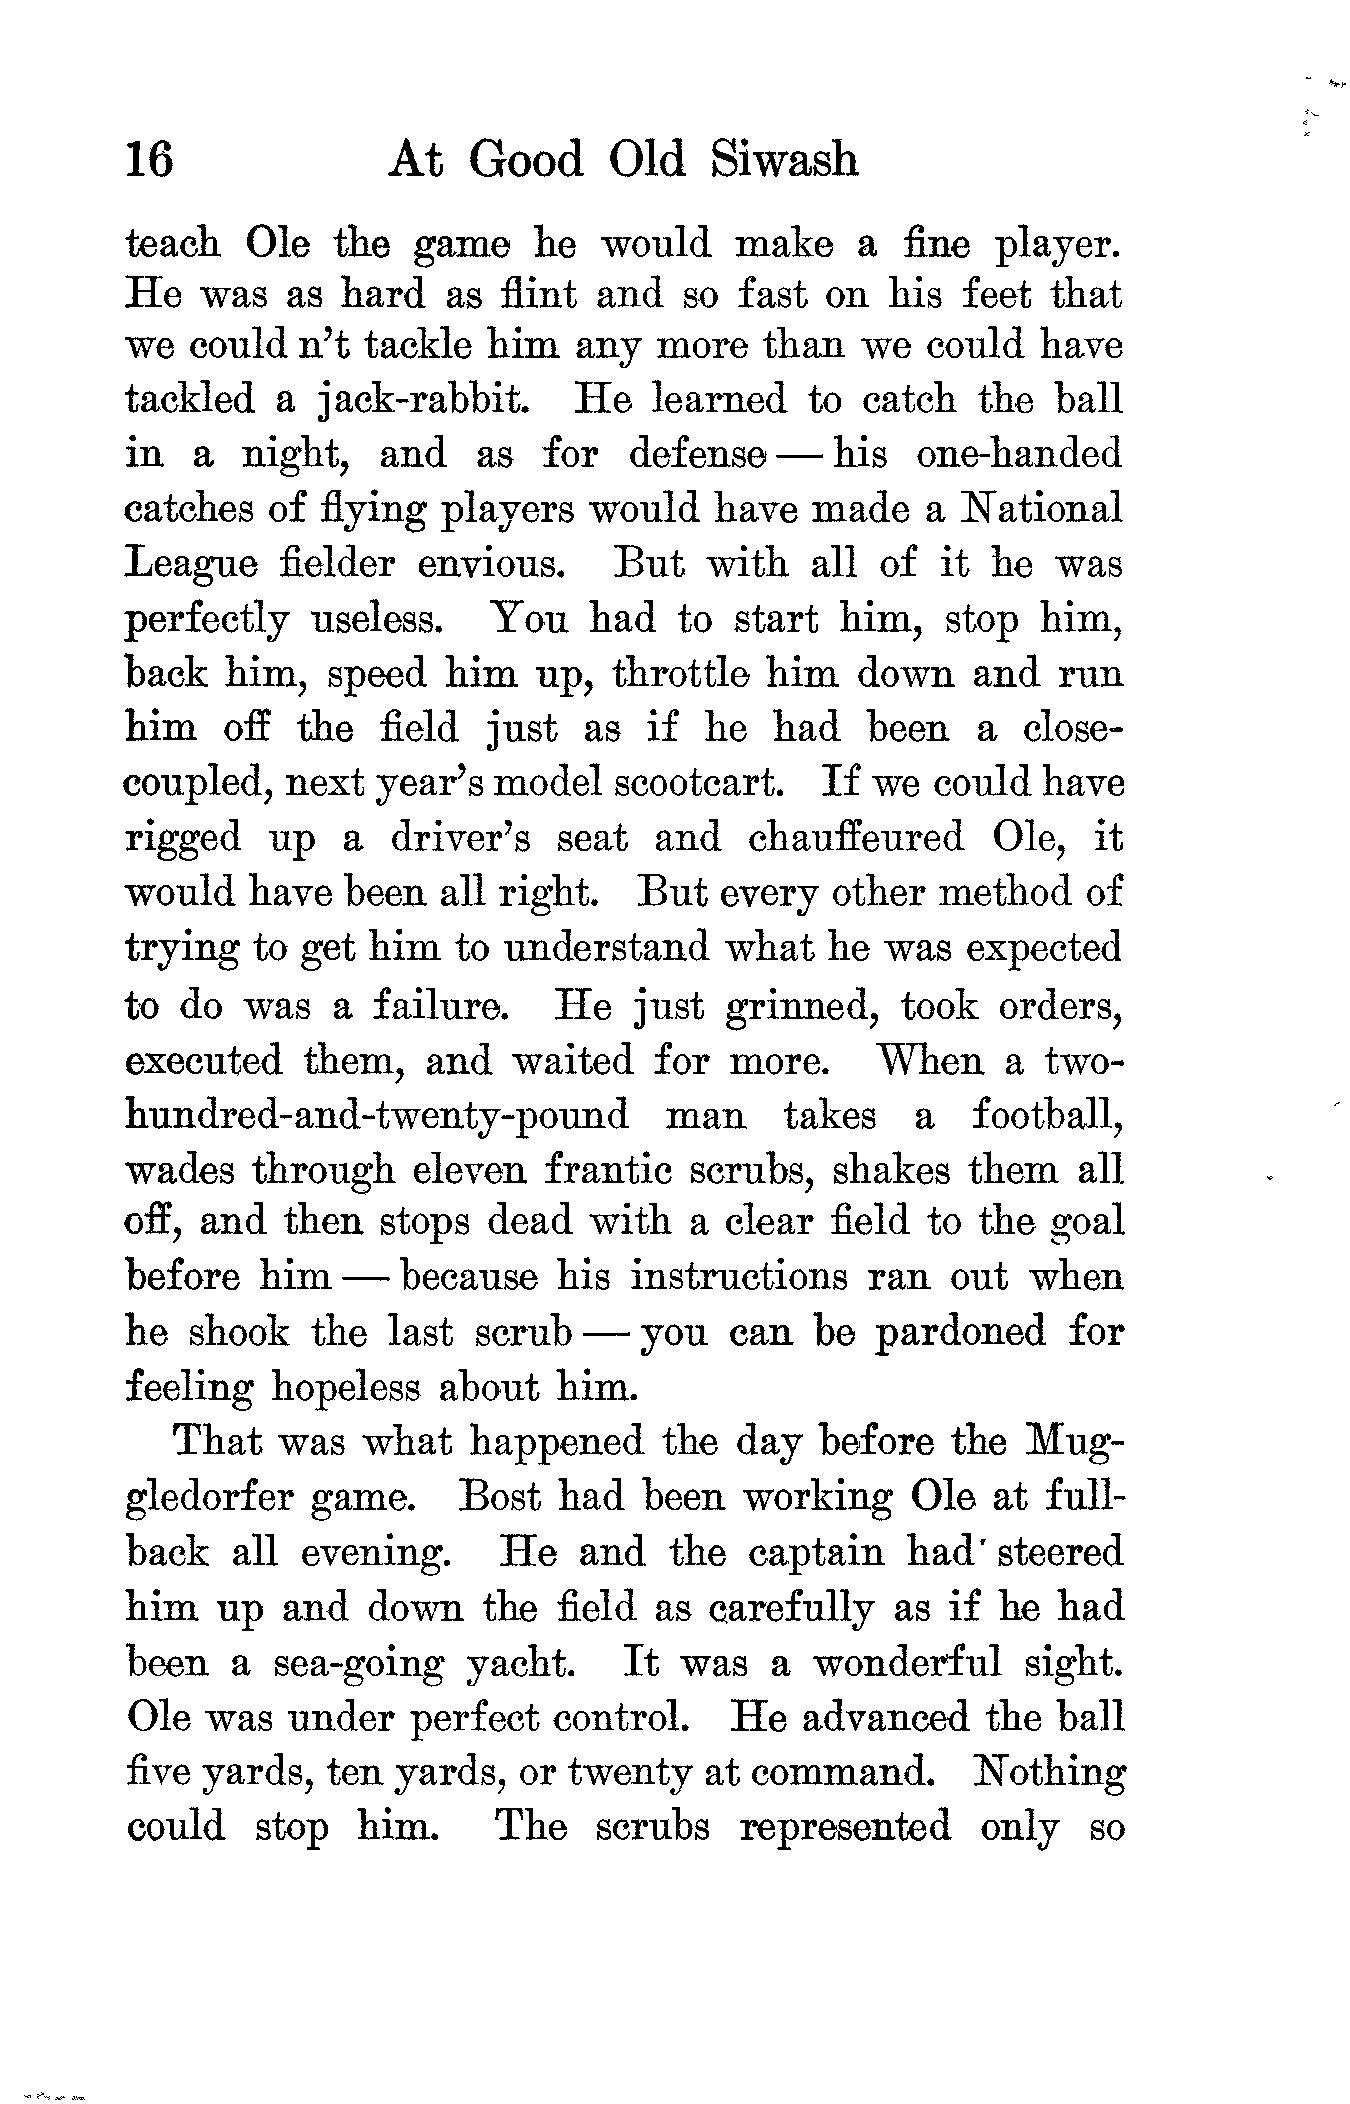 16 At Good Old Siwash
teach Ole the game he would make a fine player.
He was as hard as flint and so fast on his feet that
we could n't tackle him any more than we could have
tackled a jack-rabbit. He learned to catch the ball
in a night, and as for defense — his one-handed
catches of flying players would have made a National
League fielder envious. But with all of it he was
perfectly useless. You had to start him, stop him,
back him, speed him up, throttle him down and run
him off the field just as if he had been a close-
coupled, next year's model scootcart. If we could have
rigged up a driver's seat and chauffeured Ole, it
would have been all right. But every other method of
trying to get him to understand what he was expected
to do was a failure. He just grinned, took orders,
executed them, and waited for more. When a two-
hundred-and-twenty-pound man takes a football,
wades through eleven frantic scrubs, shakes them all
off, and then stops dead with a clear field to the goal
before him — because his instructions ran out when
he shook the last scrub — you can be pardoned for
feeling hopeless about him.
That was what happened the day before the Mug-
gledorfer game. Bost had been working Ole at full-
back all evening. He and the captain had steered
him up and down the field as carefully as if he had
been a sea-going yacht. It was a wonderful sight.
Ole was under perfect control. He advanced the ball
five yards, ten yards, or twenty at command. Nothing
could stop him. The scrubs represented only so